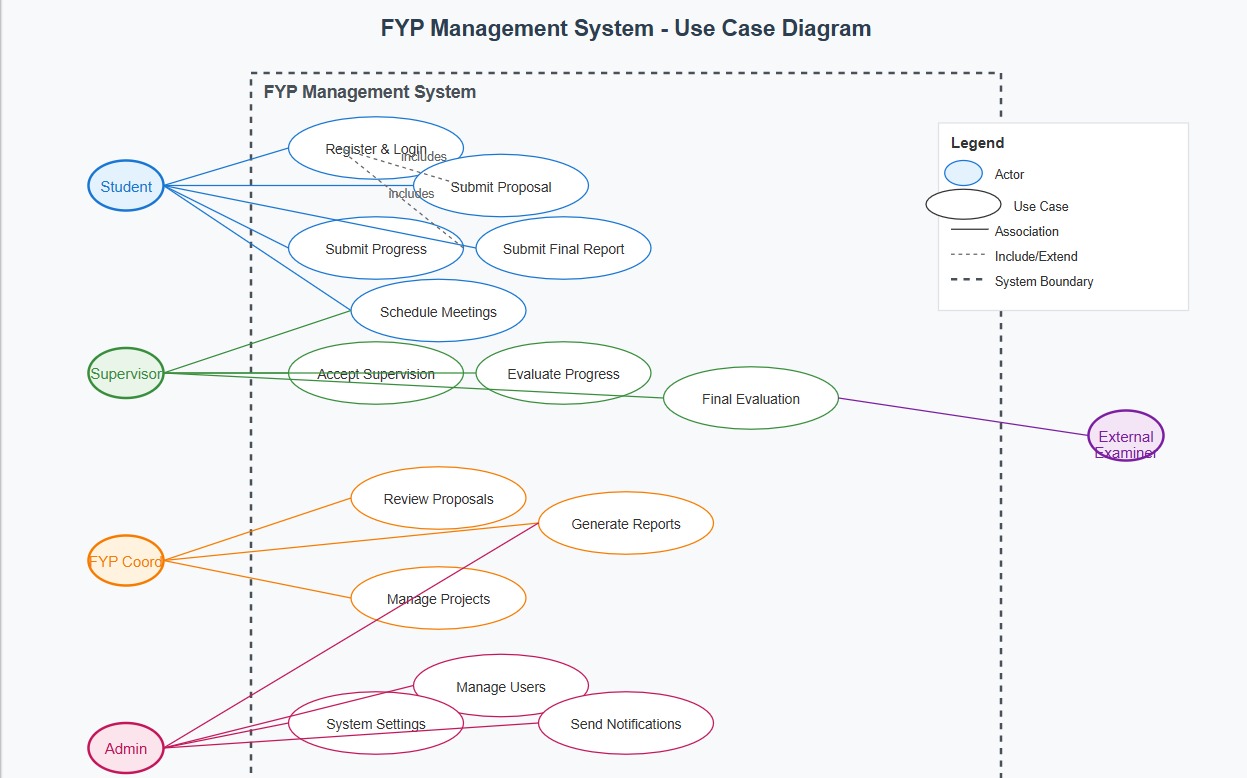 FYP Management System - Use Case Diagram
FYP Management System
Legend
Actor
Use Case
Association
Include/Extend
System Boundary
Student
Register & Login
includes
Submit Proposal
includes
Submit Progress
Submit Final Report
Schedule Meetings
Supervisor
Accept Supervision
Evaluate Progress
Final Evaluation
External
Examiner
Review Proposals
Generate Reports
FYP Coord
Manage Projects
Manage Users
System Settings
Send Notifications
Admin